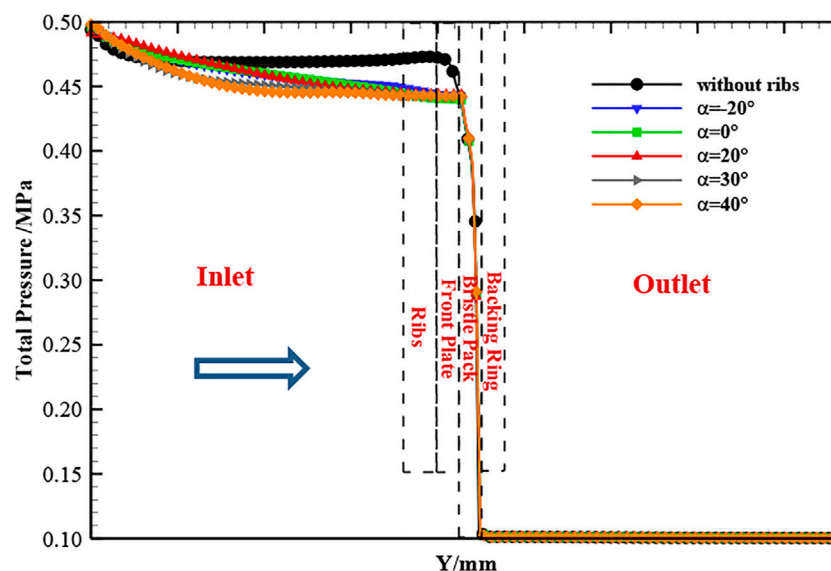 0.50
0.45
0.40
0.35
0.30
0.25
0.20
0.15
0.10
Total Pressure /MPa
Inlet
Ribs
Front Plate
Bristle Pack
Backing Ring
Outlet
without ribs
α=-20°
α=0°
α=20°
α=30°
α=40°
Y/mm